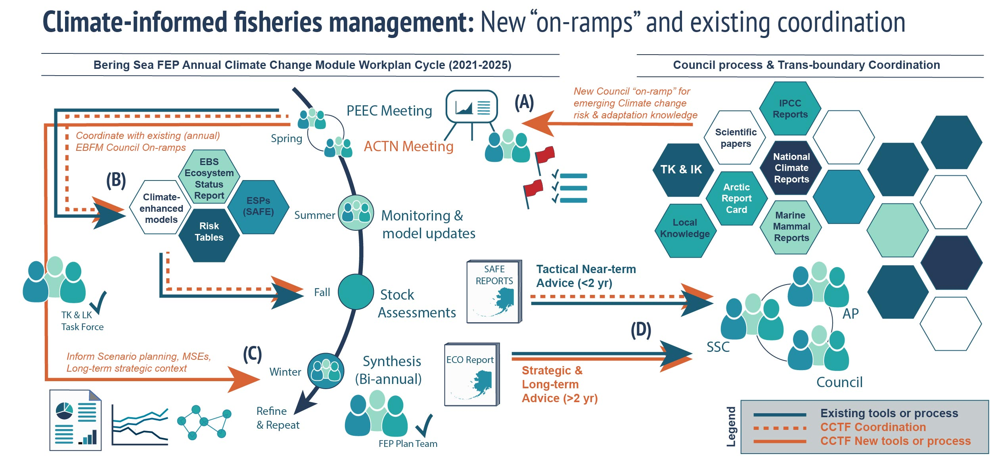 Climate-informed fisheries management: New “on-ramps” and existing coordination
Bering Sea FEP Annual Climate Change Module Workplan Cycle (2021-2025)
Council process & Trans-boundary Coordination
PEEC Meeting
Spring
ACTN Meeting
(A)
New Council “on-ramp” for
emerging Climate change
risk & adaptation knowledge
Coordinate with existing (annual)
EBFM Council On-ramps
(B)
Climate-
enhanced
models
EBS
Ecosystem
Status
Report
ESPs
(SAFE)
Risk
Tables
Summer
Monitoring &
model updates
IPCC
Reports
Scientific
papers
National
Climate
Reports
TK & IK
Arctic
Report
Card
Local
Knowledge
Marine
Mammal
Reports
TK & LK
Task Force
Fall
Stock
Assessments
SAFE
REPORTS
Tactical Near-term
Advice (<2 yr)
AP
SSC
Council
(D)
Inform Scenario planning, MSEs,
Long-term strategic context
(C)
Winter
Synthesis
(Bi-annual)
ECO Report
Strategic &
Long-term
Advice (>2 yr)
Refine
& Repeat
FEP Plan Team
Legend
Existing tools or process
CCTF Coordination
CCTF New tools or process